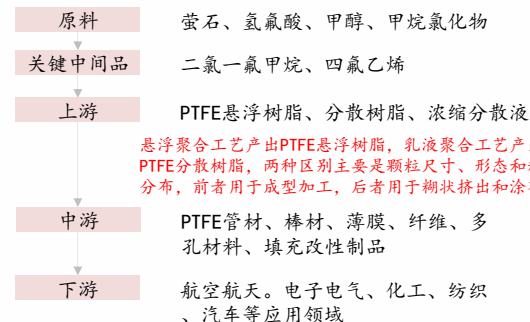 原料
萤石、氢氟酸、甲醇、甲烷氯化物
关键中间品
二氯一氟甲烷、四氟乙烯
上游
PTFE悬浮树脂、分散树脂、浓缩分散液
悬浮聚合工艺产出PTFE悬浮树脂，乳液聚合工艺产
PTFE分散树脂，两种区别主要是颗粒尺寸、形态和
分布，前者用于成型加工，后者用于糊状挤出和涂
中游
PTFE管材、棒材、薄膜、纤维、多
孔材料、填充改性制品
下游
航空航天。电子电气、化工、纺织
、汽车等应用领域